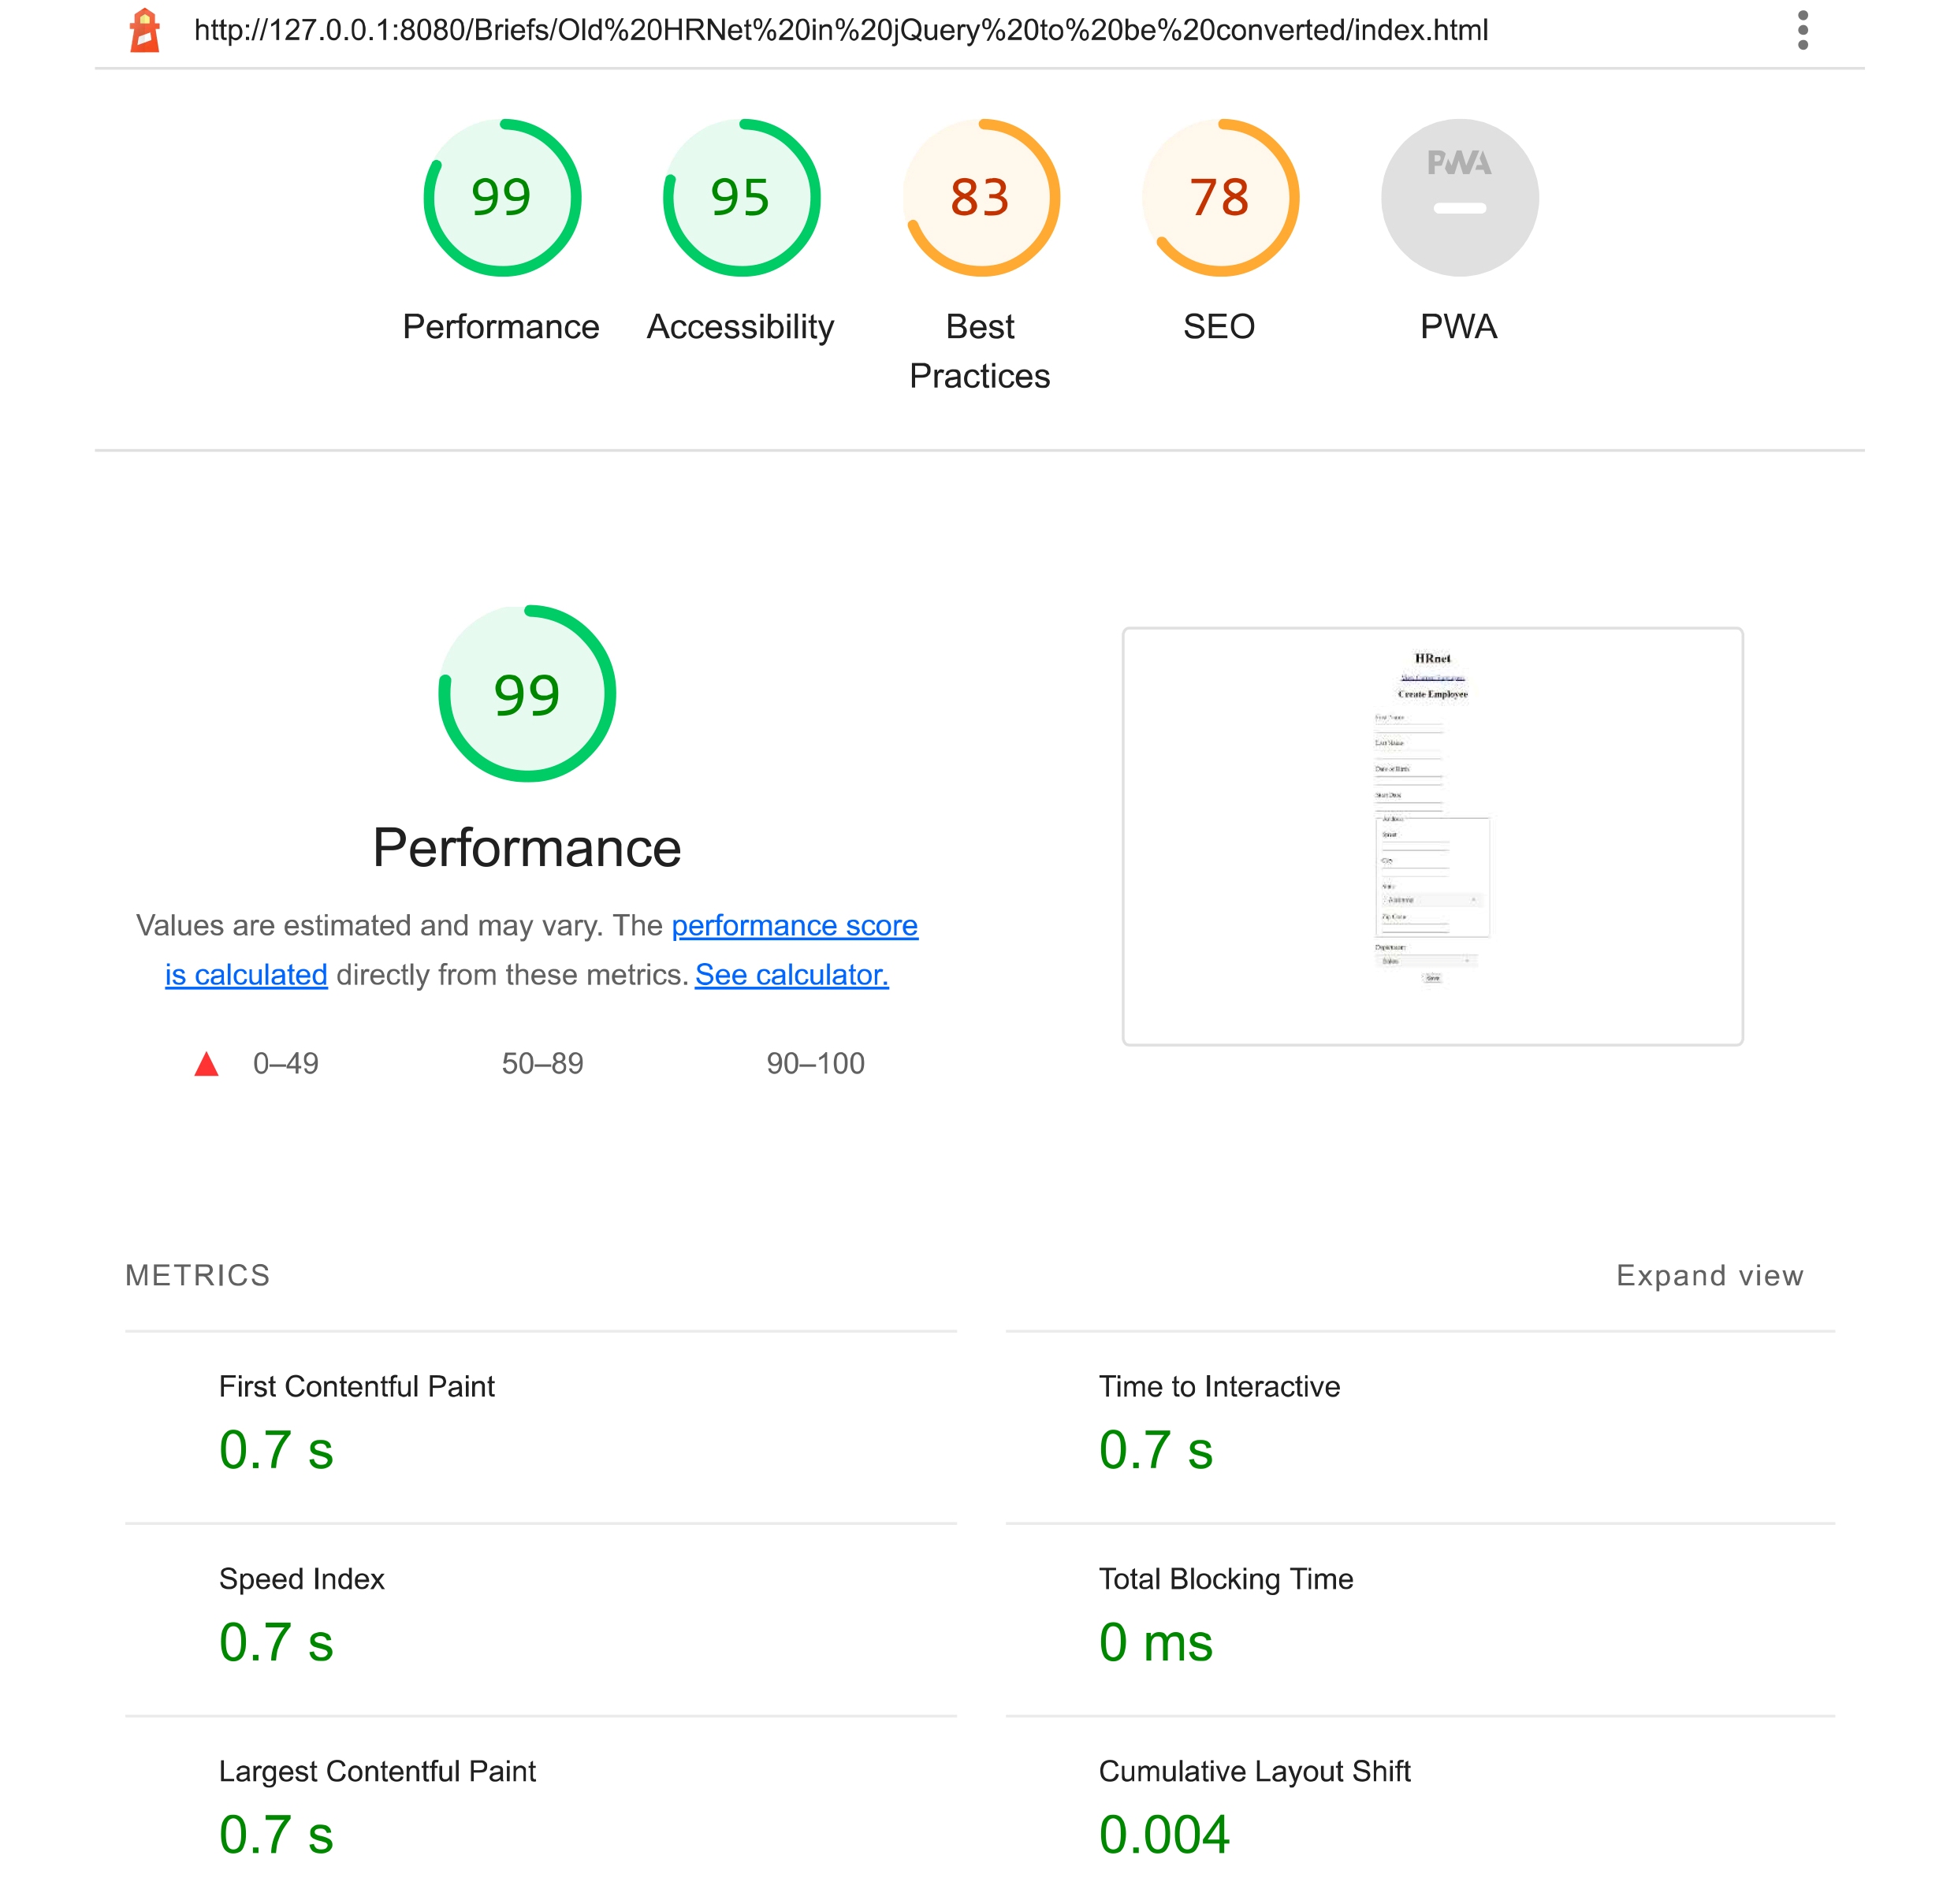 http://127.0.0.1:8080/Briefs/Old%20HRNet%20in%20jQuery%20to%20be%20converted/index.html
99
95
83
78
PWA
Performance
Accessibility
Best
Practices
SEO
PWA
99
Performance
Values are estimated and may vary. The performance score
is calculated directly from these metrics. See calculator.
0–49
50–89
90–100
HRnet
View Current Employees
Create Employee
First Name
Last Name
Date of Birth
Start Date
Address
Street
City
State
Zip Code
Department
Sales
Save
METRICS
Expand view
First Contentful Paint
0.7 s
Time to Interactive
0.7 s
Speed Index
0.7 s
Total Blocking Time
0 ms
Largest Contentful Paint
0.7 s
Cumulative Layout Shift
0.004